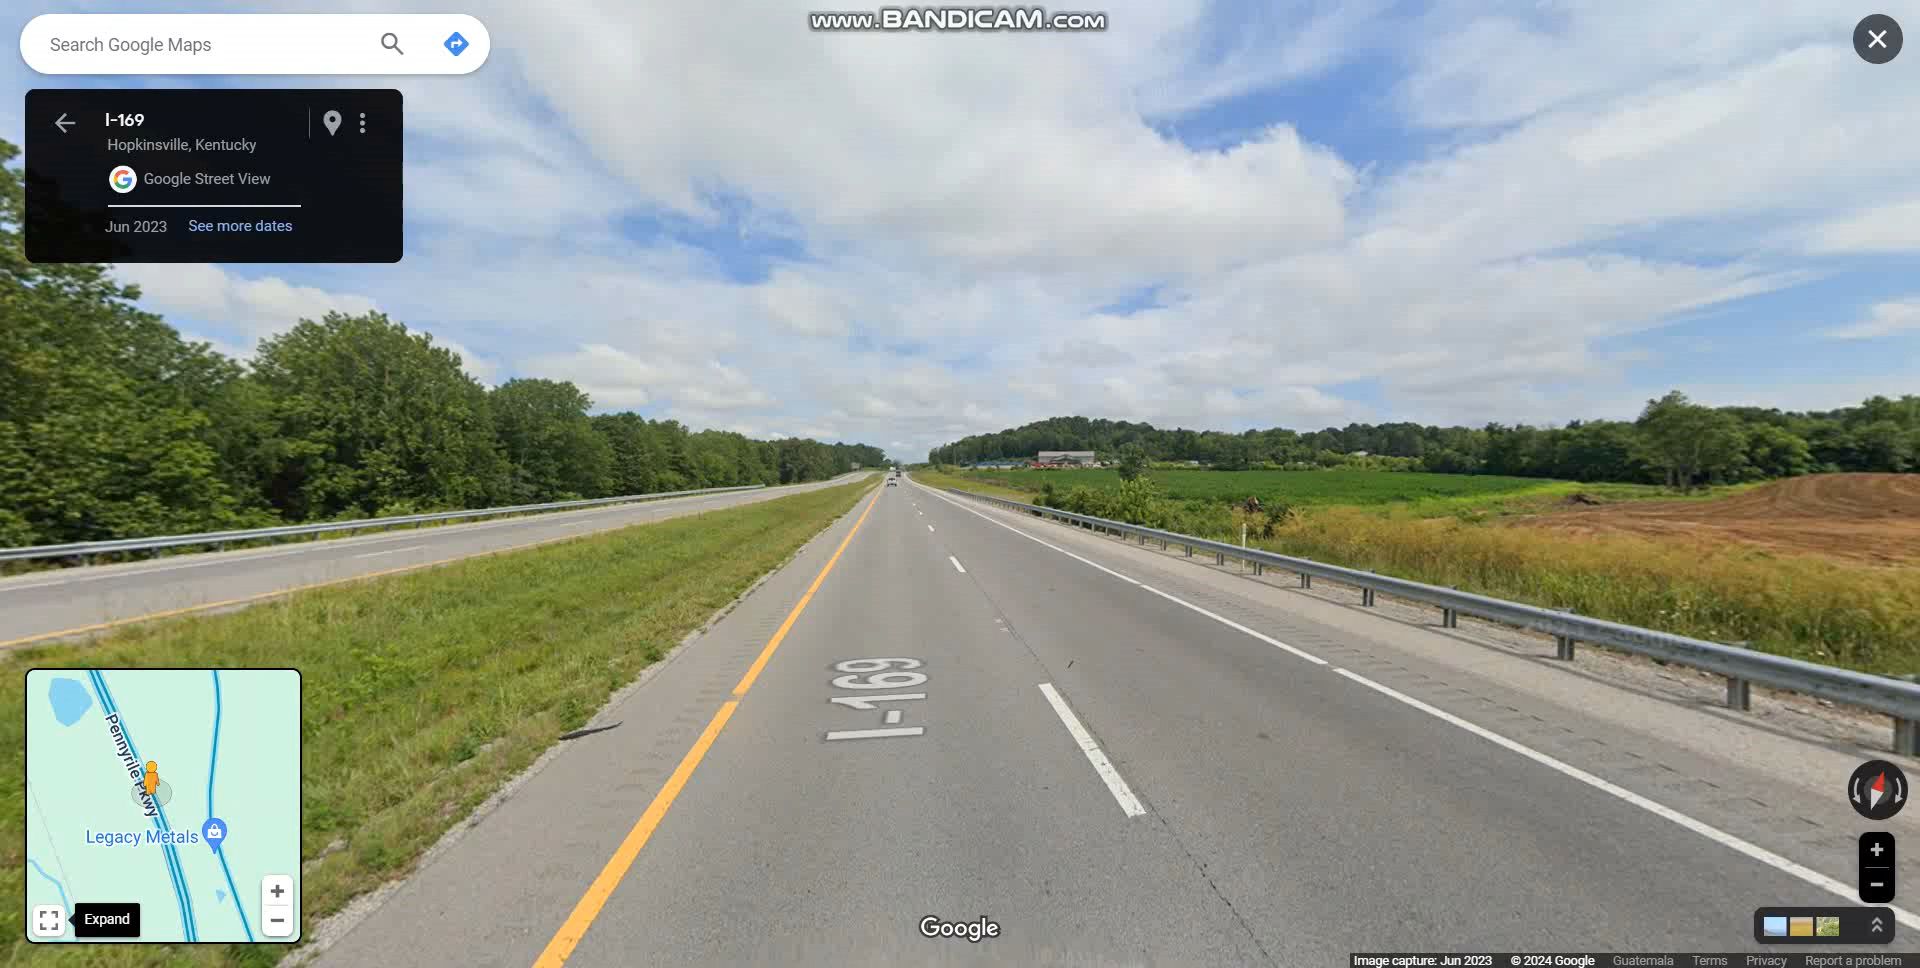 www.BANDICAM.com
Search Google Maps
I-169
Hopkinsville, Kentucky
Google Street View
Jun 2023 See more dates
I-169
Pennyrile Pkwy
Legacy Metals
Expand
Google
Image capture: Jun 2023 © 2024 Google Guatemala Terms Privacy Report a problem